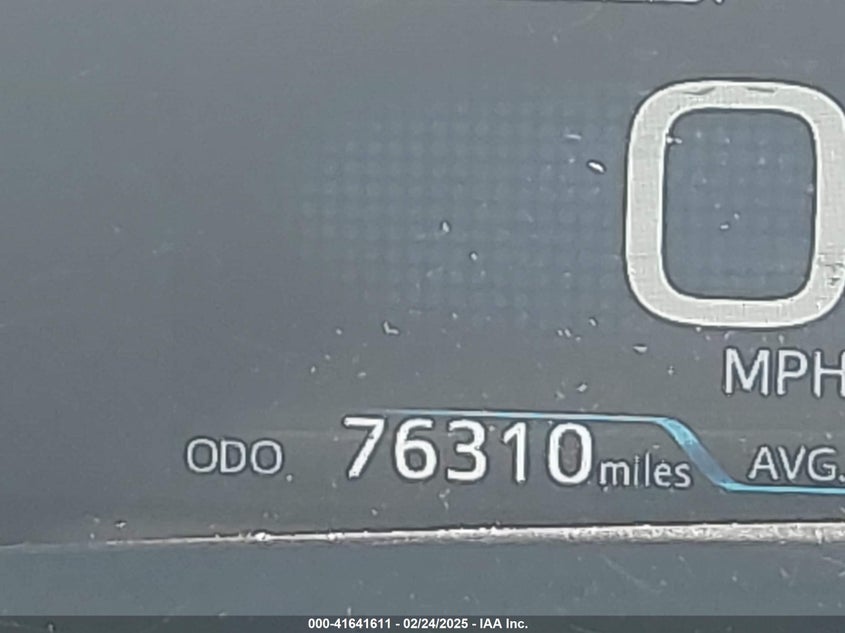 0
MPH
ODO 76310 miles AVG.
000-41641611 - 02/24/2025 - IAA Inc.